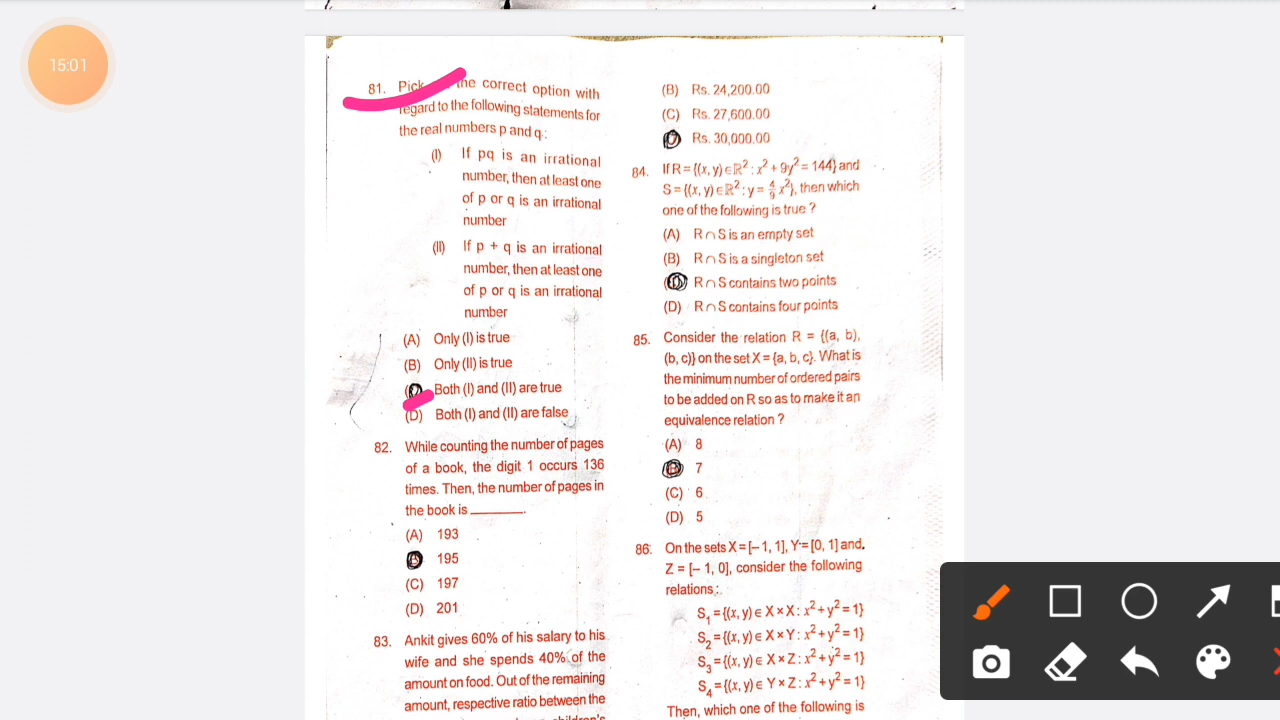 15:01
81. Pick the correct option with
regard to the following statements for
the real numbers p and q:
(I) If pq is an irrational
number, then at least one
of p or q is an irrational
number
(II) If p + q is an irrational
number, then at least one
of p or q is an irrational
number
(A) Only (I) is true
(B) Only (II) is true
Both (I) and (II) are true
(D) Both (I) and (II) are false
82. While counting the number of pages
of a book, the digit 1 occurs 136
times. Then, the number of pages in
the book is ________.
(A) 193
195
(C) 197
(D) 201
83. Ankit gives 60% of his salary to his
wife and she spends 40% of the
amount on food. Out of the remaining
amount, respective ratio between the
children's
(B) Rs. 24,200.00
(C) Rs. 27,600.00
Rs. 30,000.00
84. If R = {(x, y) ∈ ℝ² : x² + 9y² = 144} and
S = {(x, y) ∈ ℝ² : y = 4/9 x²}, then which
one of the following is true ?
(A) R ∩ S is an empty set
(B) R ∩ S is a singleton set
R ∩ S contains two points
(D) R ∩ S contains four points
85. Consider the relation R = {(a, b),
(b, c)} on the set X = {a, b, c}. What is
the minimum number of ordered pairs
to be added on R so as to make it an
equivalence relation ?
(A) 8
7
(C) 6
(D) 5
86. On the sets X = [– 1, 1], Y = [0, 1] and,
Z = [– 1, 0], consider the following
relations :
S₁ = {(x, y) ∈ X × X : x² + y² = 1}
S₂ = {(x, y) ∈ X × Y : x² + y² = 1}
S₃ = {(x, y) ∈ X × Z : x² + y² = 1}
S₄ = {(x, y) ∈ Y × Z : x² + y² = 1}
Then, which one of the following is